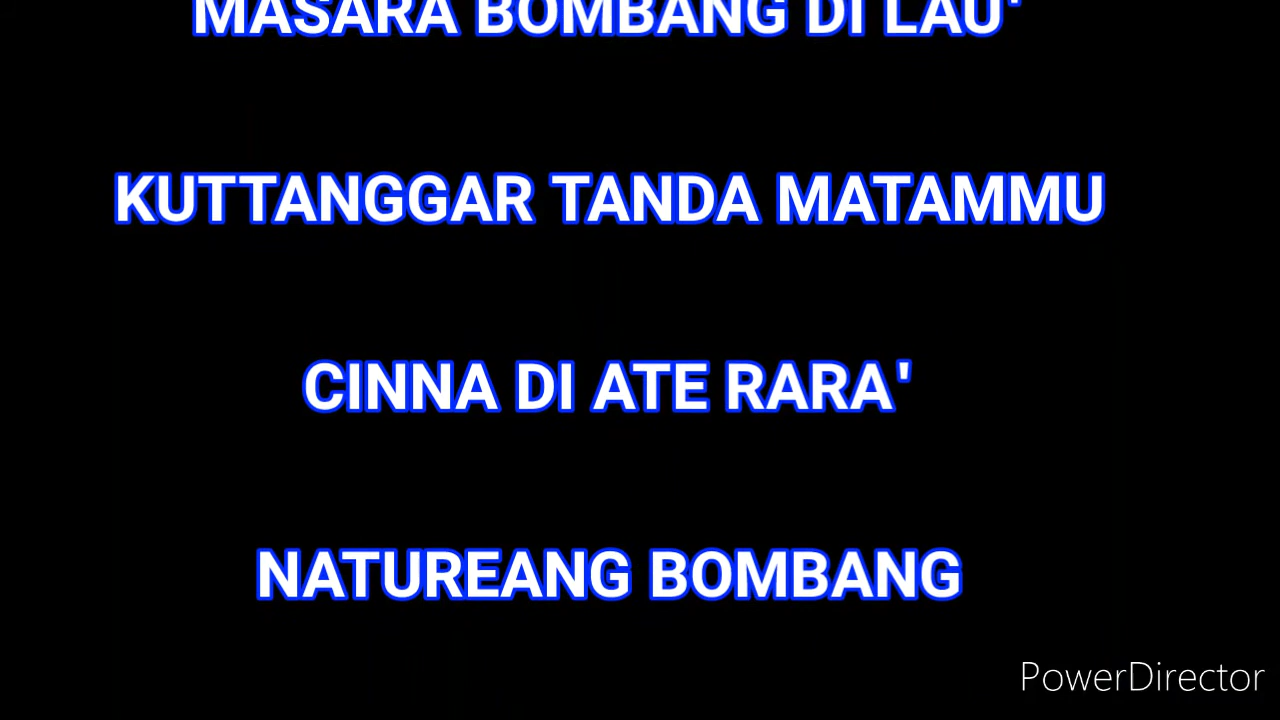 MASARA BOMBANG DI LAU'
KUTTANGGAR TANDA MATAMMU
CINNA DI ATE RARA'
NATUREANG BOMBANG
PowerDirector